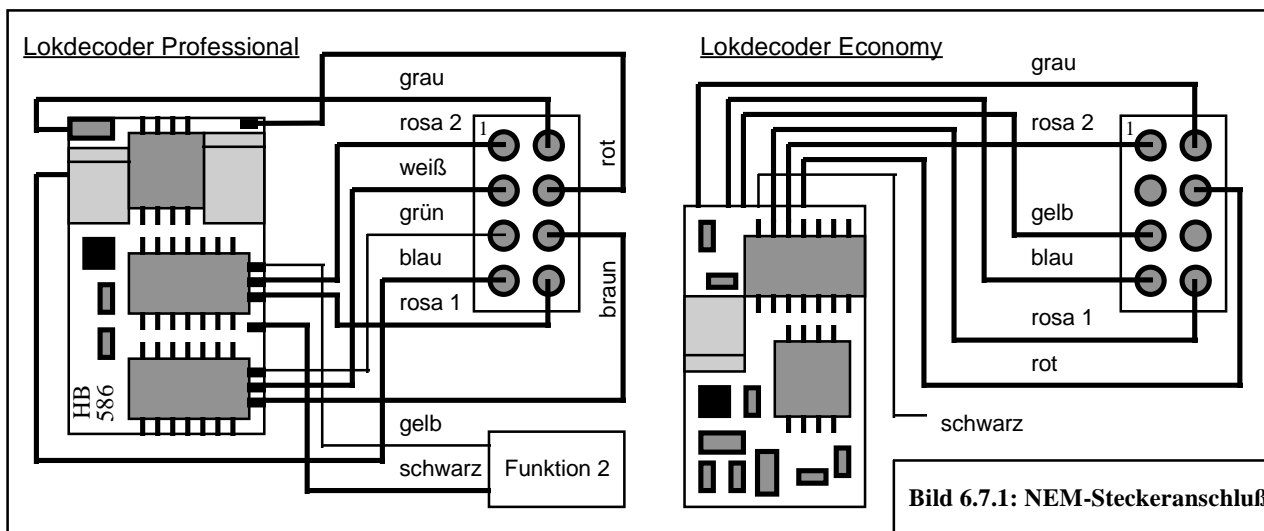 Lokdecoder Professional
grau
rosa 2
weiß
grün
blau
rosa 1
1
rot
braun
HB
586
gelb
schwarz
Funktion 2
Lokdecoder Economy
grau
rosa 2
1
gelb
blau
rosa 1
rot
schwarz
Bild 6.7.1: NEM-Steckeranschluß